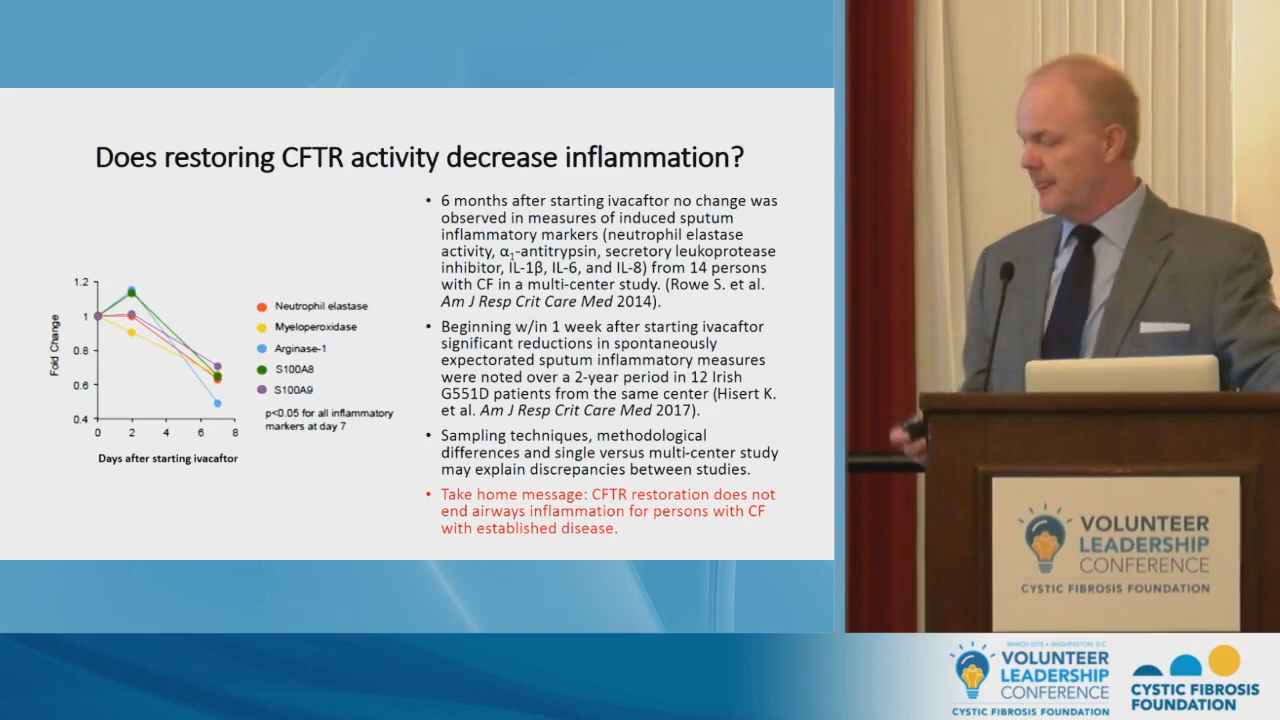 Does restoring CFTR activity decrease inflammation?
1.2
1
0.8
0.6
0.4
0 2 4 6 8
Fold Change
Days after starting ivacaftor
Neutrophil elastase
Myeloperoxidase
Arginase-1
S100A8
S100A9
p<0.05 for all inflammatory
markers at day 7
• 6 months after starting ivacaftor no change was
observed in measures of induced sputum
inflammatory markers (neutrophil elastase
activity, α₁-antitrypsin, secretory leukoprotease
inhibitor, IL-1β, IL-6, and IL-8) from 14 persons
with CF in a multi-center study. (Rowe S. et al.
Am J Resp Crit Care Med 2014).
• Beginning w/in 1 week after starting ivacaftor
significant reductions in spontaneously
expectorated sputum inflammatory measures
were noted over a 2-year period in 12 Irish
G551D patients from the same center (Hisert K.
et al. Am J Resp Crit Care Med 2017).
• Sampling techniques, methodological
differences and single versus multi-center study
may explain discrepancies between studies.
• Take home message: CFTR restoration does not
end airways inflammation for persons with CF
with established disease.
VOLUNTEER
LEADERSHIP
CONFERENCE
CYSTIC FIBROSIS FOUNDATION
VOLUNTEER
LEADERSHIP
CONFERENCE
CYSTIC FIBROSIS FOUNDATION
CYSTIC FIBROSIS
FOUNDATION